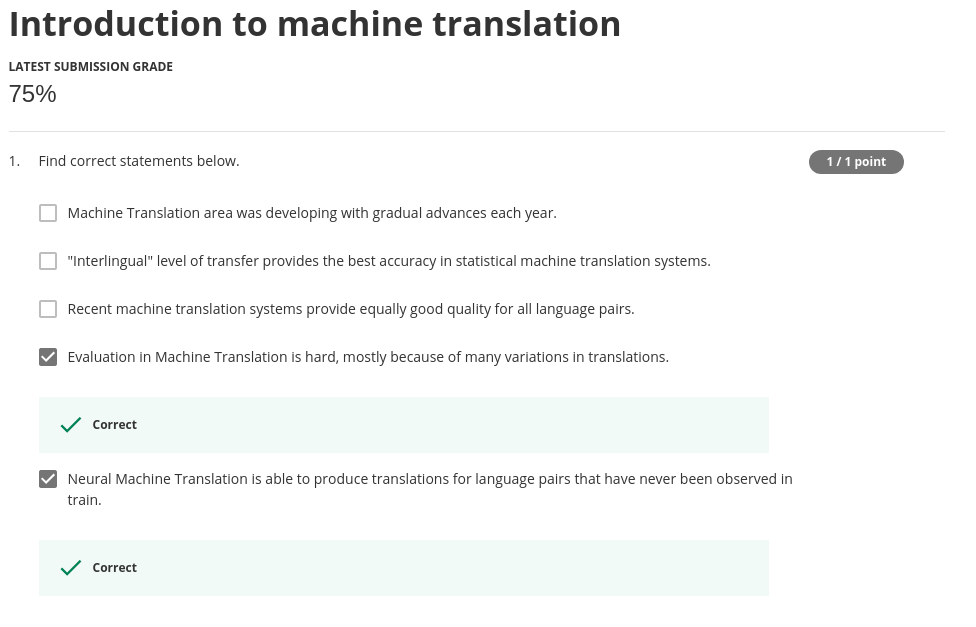 Introduction to machine translation
LATEST SUBMISSION GRADE
75%
1. Find correct statements below.
1 / 1 point
Machine Translation area was developing with gradual advances each year.
"Interlingual" level of transfer provides the best accuracy in statistical machine translation systems.
Recent machine translation systems provide equally good quality for all language pairs.
Evaluation in Machine Translation is hard, mostly because of many variations in translations.
Correct
Neural Machine Translation is able to produce translations for language pairs that have never been observed in
train.
Correct